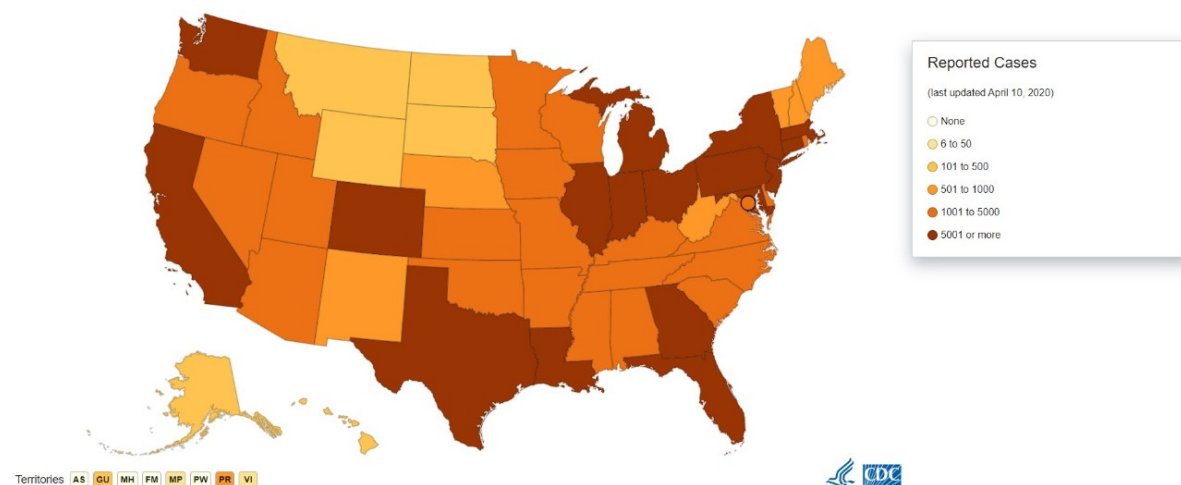 Reported Cases
(last updated April 10, 2020)
None
6 to 50
101 to 500
501 to 1000
1001 to 5000
5001 or more
Territories AS GU MH FM MP PW PR VI
CDC